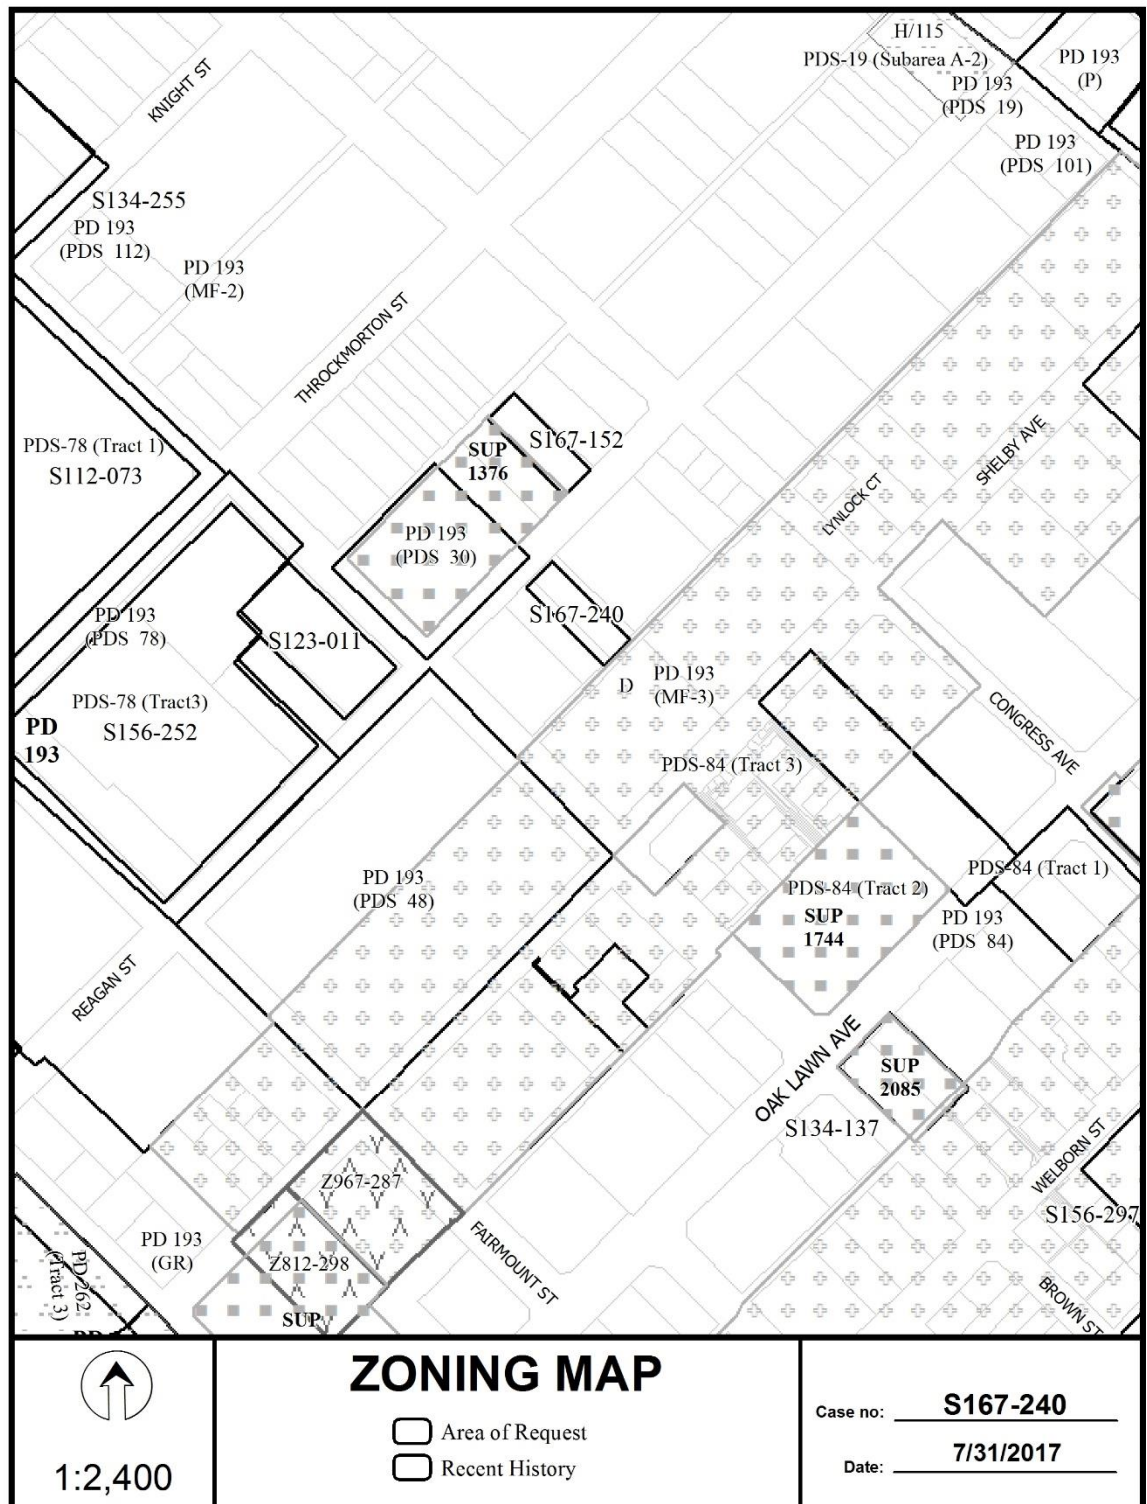 H/115
PDS-19 (Subarea A-2)
PD 193
(P)
PD 193
(PDS 19)
PD 193
(PDS 101)
KNIGHT ST
S134-255
PD 193
(PDS 112)
PD 193
(MF-2)
THROCKMORTON ST
PDS-78 (Tract 1)
S112-073
SUP
1376
S167-152
SHELBY AVE
LYNLOCK CT
PD 193
(PDS 30)
PD 193
(PDS 78)
S123-011
S167-240
D
PD 193
(MF-3)
PDS-78 (Tract3)
S156-252
PD
193
CONGRESS AVE
PDS-84 (Tract 3)
PD 193
(PDS 48)
PDS-84 (Tract 1)
PDS-84 (Tract 2)
SUP
1744
PD 193
(PDS 84)
REAGAN ST
OAK LAWN AVE
SUP
2085
S134-137
WELBORN ST
S156-297
Z967-287
FAIRMOUNT ST
PD 193
(GR)
Z812-298
PD 262
(Tract 3)
SUP
BROWN ST
ZONING MAP
Area of Request
Recent History
1:2,400
Case no: S167-240
Date: 7/31/2017